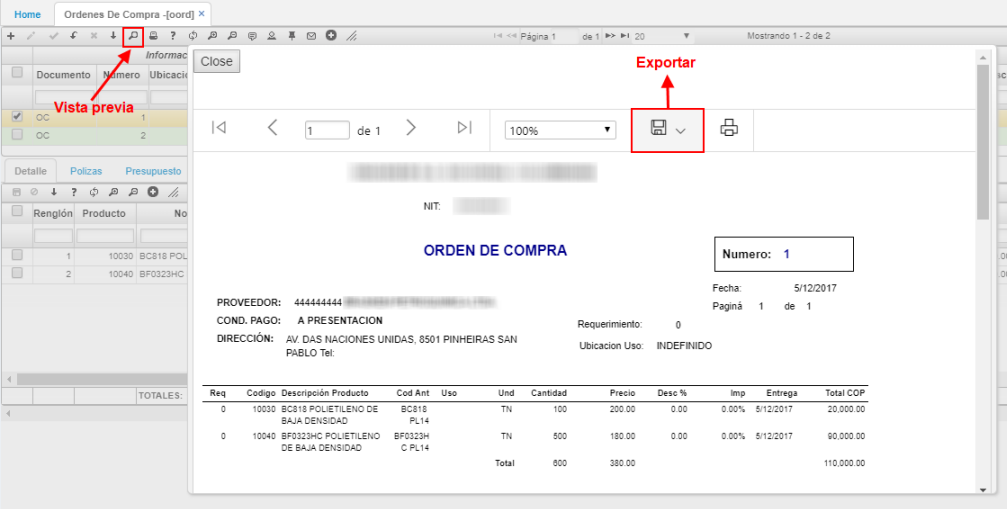 Home
Ordenes De Compra -[oord] ×
Página 1 de 1 20
Mostrando 1 - 2 de 2
Informac
Documento Número Ubicació
OC 1
OC 2
Vista previa
Detalle Polizas Presupuesto
Renglón Producto No
1 10030 BC818 POL
2 10040 BF0323HC
TOTALES:
Close
Exportar
1 de 1
100%
NIT:
ORDEN DE COMPRA
Numero: 1
Fecha: 5/12/2017
Paginá 1 de 1
PROVEEDOR: 444444444
COND. PAGO: A PRESENTACION
Requerimiento: 0
DIRECCIÓN: AV. DAS NACIONES UNIDAS, 8501 PINHEIRAS SAN
PABLO Tel:
Ubicacion Uso: INDEFINIDO
Req Codigo Descripción Producto Cod Ant Uso Und Cantidad Precio Desc % Imp Entrega Total COP
0 10030 BC818 POLIETILENO DE BC818 TN 100 200.00 0.00 0.00% 5/12/2017 20,000.00
BAJA DENSIDAD PL14
0 10040 BF0323HC POLIETILENO BF0323H TN 500 180.00 0.00 0.00% 5/12/2017 90,000.00
DE BAJA DENSIDAD C PL14
Total 600 380.00 110,000.00